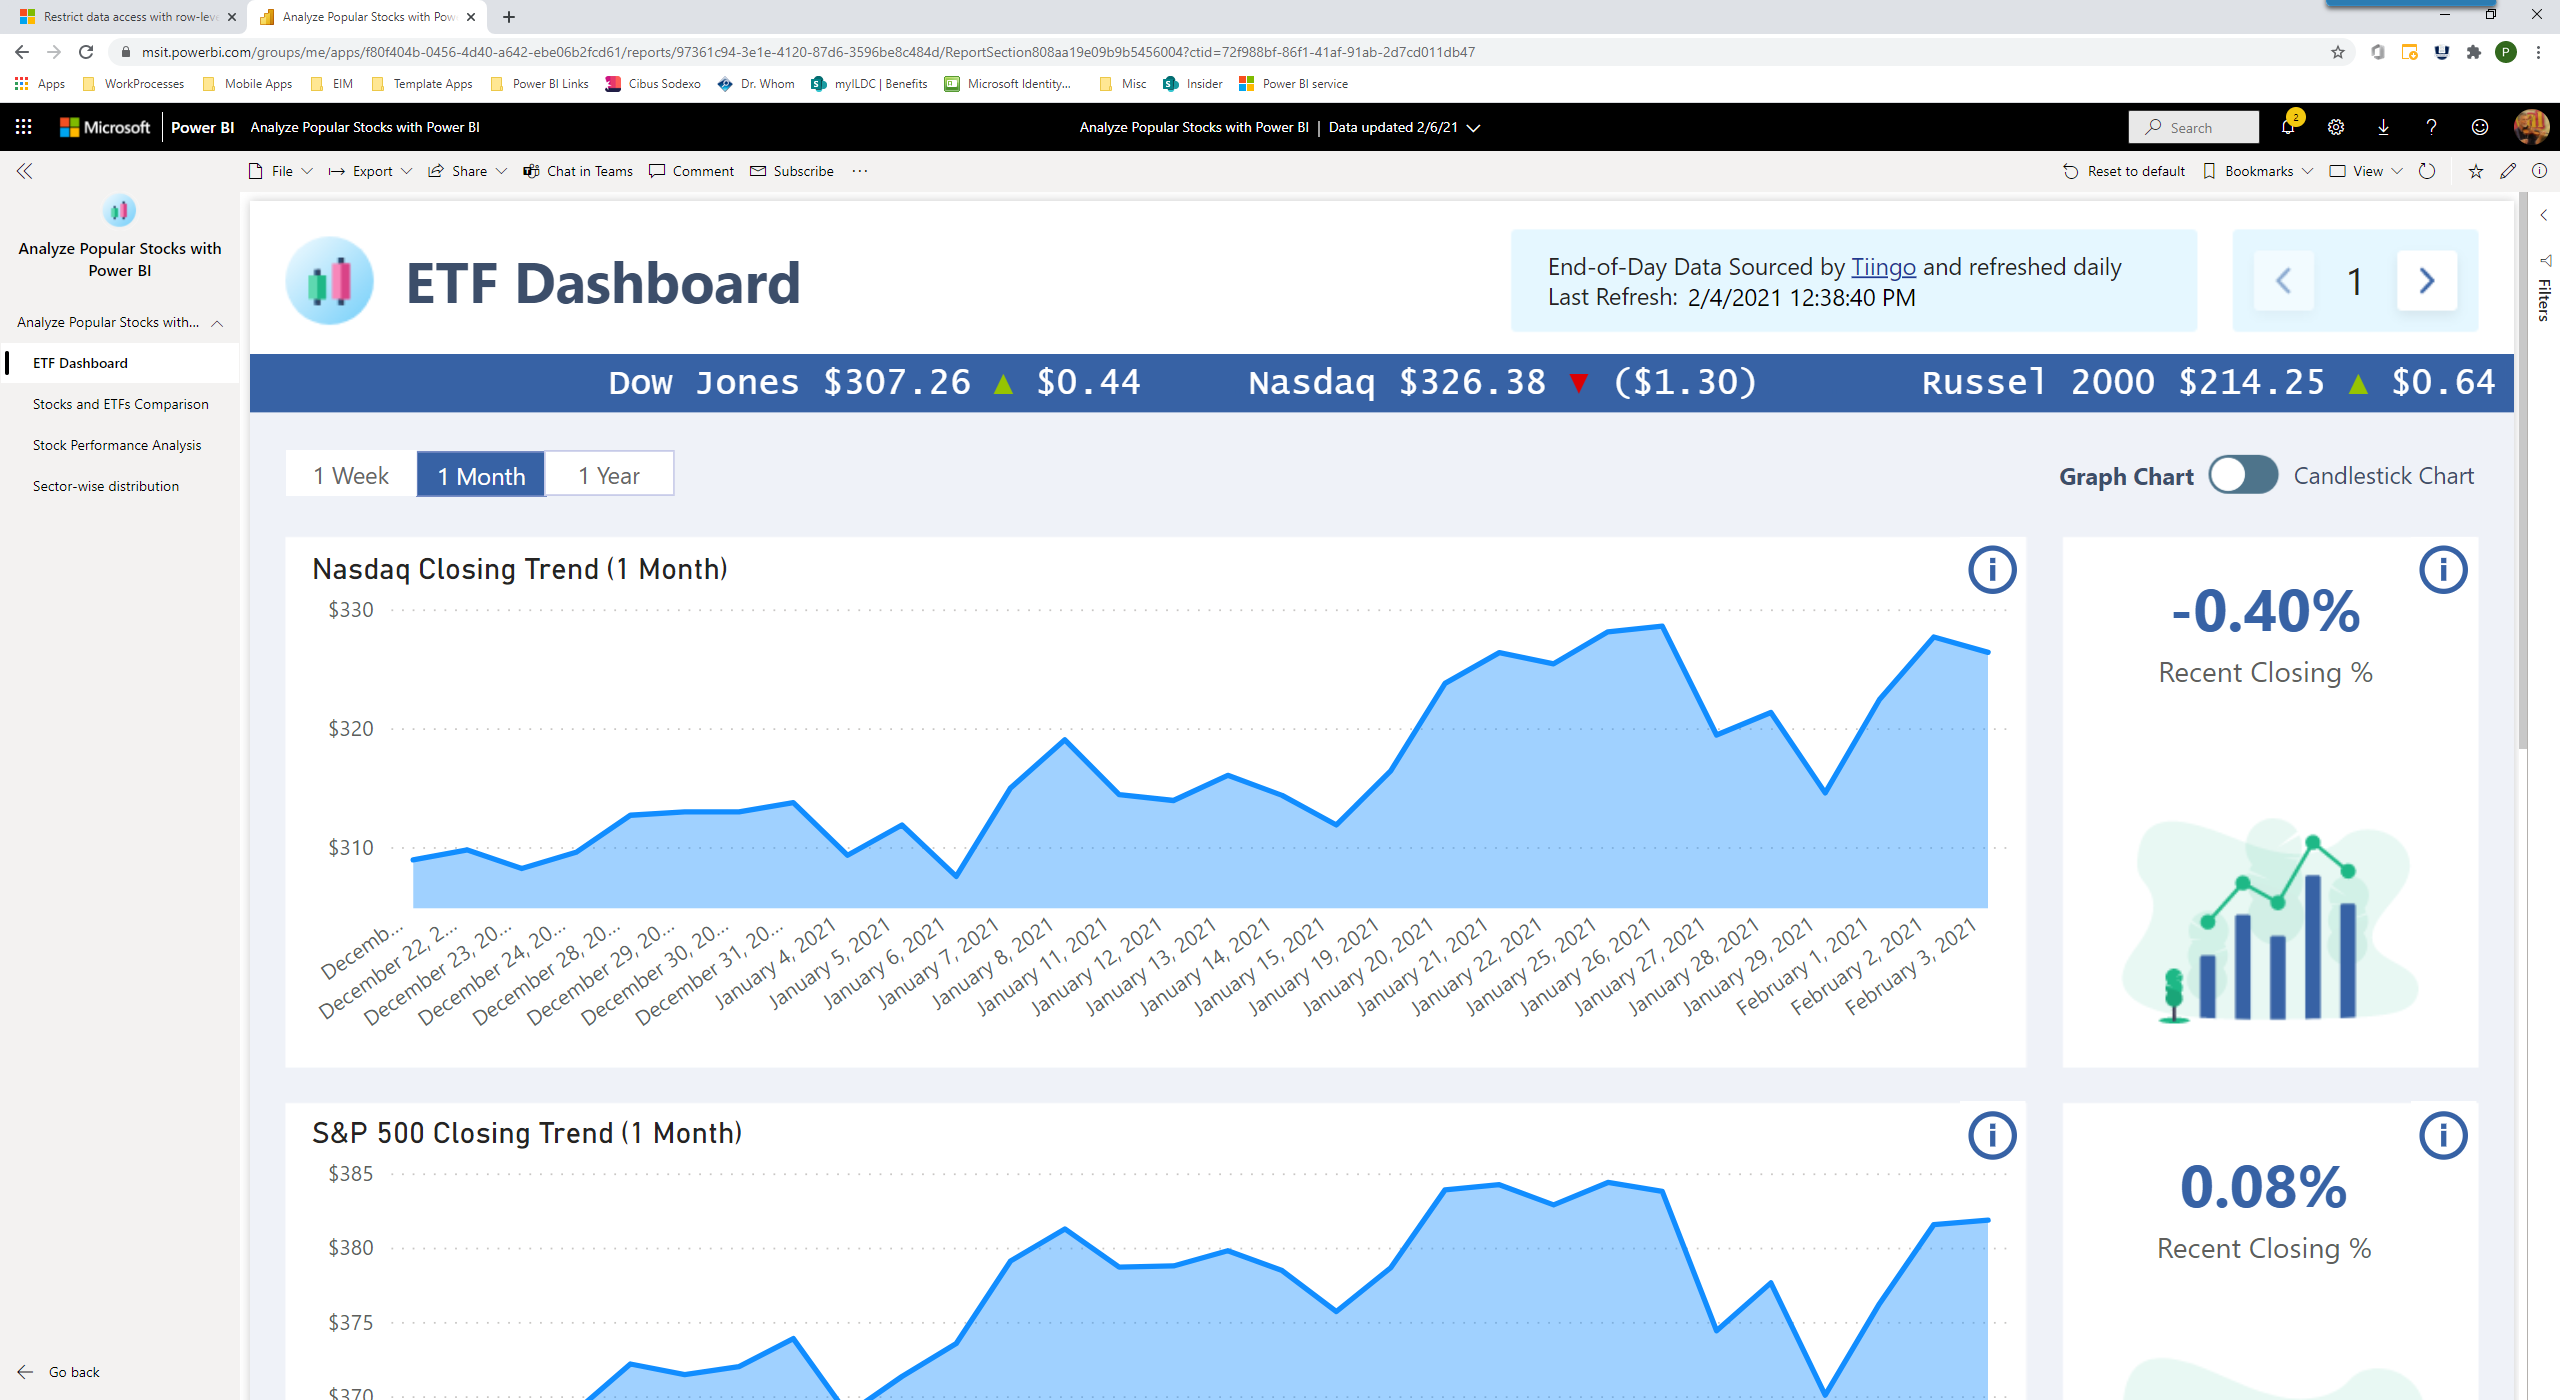 Restrict data access with row-leve
Analyze Popular Stocks with Pow
msit.powerbi.com/groups/me/apps/f80f404b-0456-4d40-a642-ebe06b2fcd61/reports/97361c94-3e1e-4120-87d6-3596be8c484d/ReportSection808aa19e09b9b5456004?ctid=72f988bf-86f1-41af-91ab-2d7cd011db47
P
Apps WorkProcesses Mobile Apps EIM Template Apps Power BI Links Cibus Sodexo Dr. Whom myILDC | Benefits Microsoft Identity... Misc Insider Power BI service
Microsoft Power BI Analyze Popular Stocks with Power BI
Analyze Popular Stocks with Power BI | Data updated 2/6/21
Search
2
File Export Share Chat in Teams Comment Subscribe ...
Reset to default Bookmarks View
Analyze Popular Stocks with
Power BI
Analyze Popular Stocks with...
ETF Dashboard
Stocks and ETFs Comparison
Stock Performance Analysis
Sector-wise distribution
Go back
ETF Dashboard
End-of-Day Data Sourced by Tiingo and refreshed daily
Last Refresh: 2/4/2021 12:38:40 PM
1
Filters
Dow Jones $307.26 ▲ $0.44 Nasdaq $326.38 ▼ ($1.30) Russel 2000 $214.25 ▲ $0.64
1 Week 1 Month 1 Year
Graph Chart Candlestick Chart
Nasdaq Closing Trend (1 Month)
$330
$320
$310
Decemb...
December 22, 2...
December 23, 20...
December 24, 20...
December 28, 20...
December 29, 20...
December 30, 20...
December 31, 20...
January 4, 2021
January 5, 2021
January 6, 2021
January 7, 2021
January 8, 2021
January 11, 2021
January 12, 2021
January 13, 2021
January 14, 2021
January 15, 2021
January 19, 2021
January 20, 2021
January 21, 2021
January 22, 2021
January 25, 2021
January 26, 2021
January 27, 2021
January 28, 2021
January 29, 2021
February 1, 2021
February 2, 2021
February 3, 2021
-0.40%
Recent Closing %
S&P 500 Closing Trend (1 Month)
$385
$380
$375
$370
0.08%
Recent Closing %